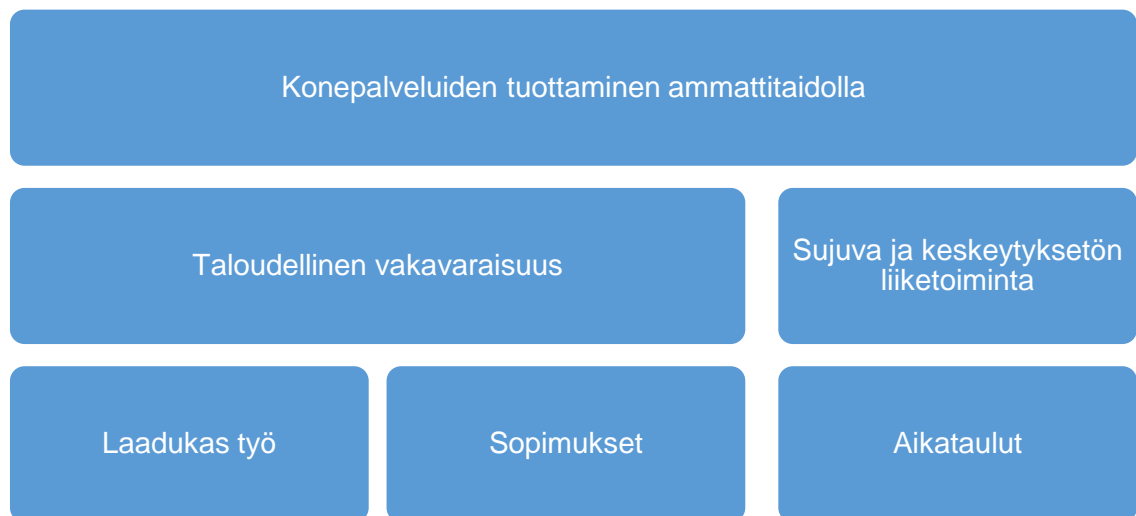 Konepalveluiden tuottaminen ammattitaidolla
Taloudellinen vakavaraisuus
Sujuva ja keskeytyksetön
liiketoiminta
Laadukas työ
Sopimukset
Aikataulut